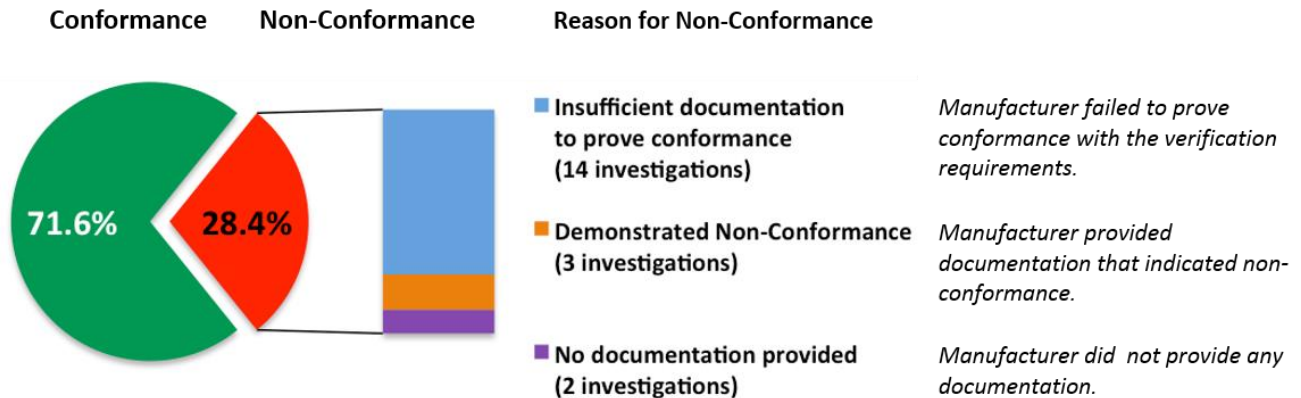 Conformance Non-Conformance Reason for Non-Conformance
71.6%
28.4%
Insufficient documentation
to prove conformance
(14 investigations)
Manufacturer failed to prove
conformance with the verification
requirements.
Demonstrated Non-Conformance
(3 investigations)
Manufacturer provided
documentation that indicated non-
conformance.
No documentation provided
(2 investigations)
Manufacturer did not provide any
documentation.